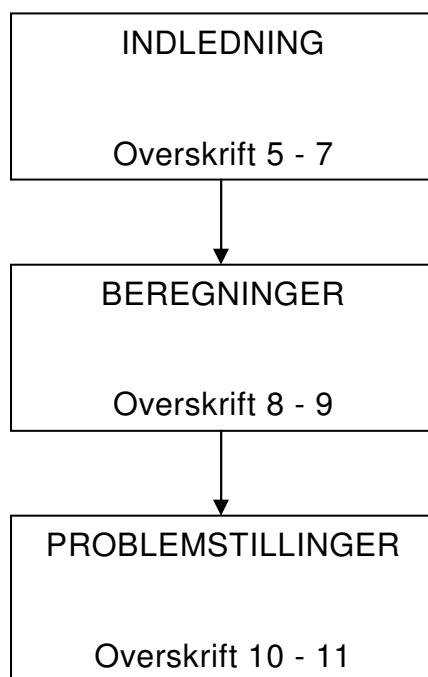 INDLEDNING
Overskrift 5 - 7
BEREGNINGER
Overskrift 8 - 9
PROBLEMSTILLINGER
Overskrift 10 - 11